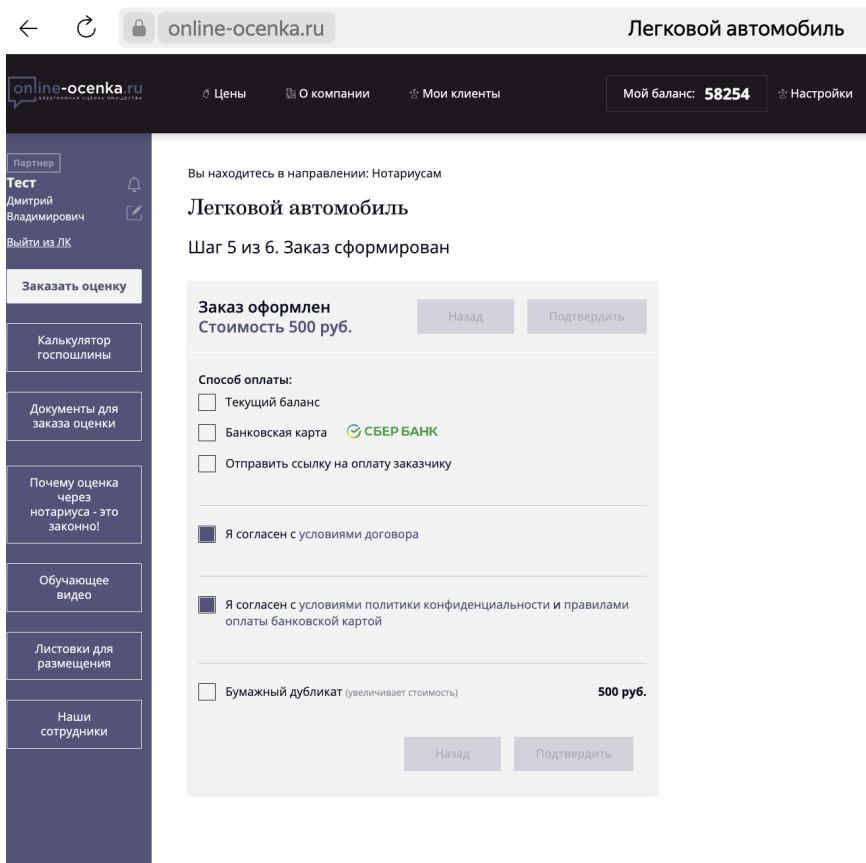 online-ocenka.ru
Легковой автомобиль
online-ocenka.ru
ЭЛЕКТРОННАЯ ОЦЕНКА ИМУЩЕСТВА
Цены
О компании
Мои клиенты
Мой баланс: 58254
Настройки
Партнер
Тест
Дмитрий
Владимирович
Выйти из ЛК
Заказать оценку
Калькулятор
госпошлины
Документы для
заказа оценки
Почему оценка
через
нотариуса - это
законно!
Обучающее
видео
Листовки для
размещения
Наши
сотрудники
Вы находитесь в направлении: Нотариусам
Легковой автомобиль
Шаг 5 из 6. Заказ сформирован
Заказ оформлен
Стоимость 500 руб.
Назад
Подтвердить
Способ оплаты:
Текущий баланс
Банковская карта
СБЕР БАНК
Отправить ссылку на оплату заказчику
Я согласен с условиями договора
Я согласен с условиями политики конфиденциальности и правилами
оплаты банковской картой
Бумажный дубликат (увеличивает стоимость)
500 руб.
Назад
Подтвердить